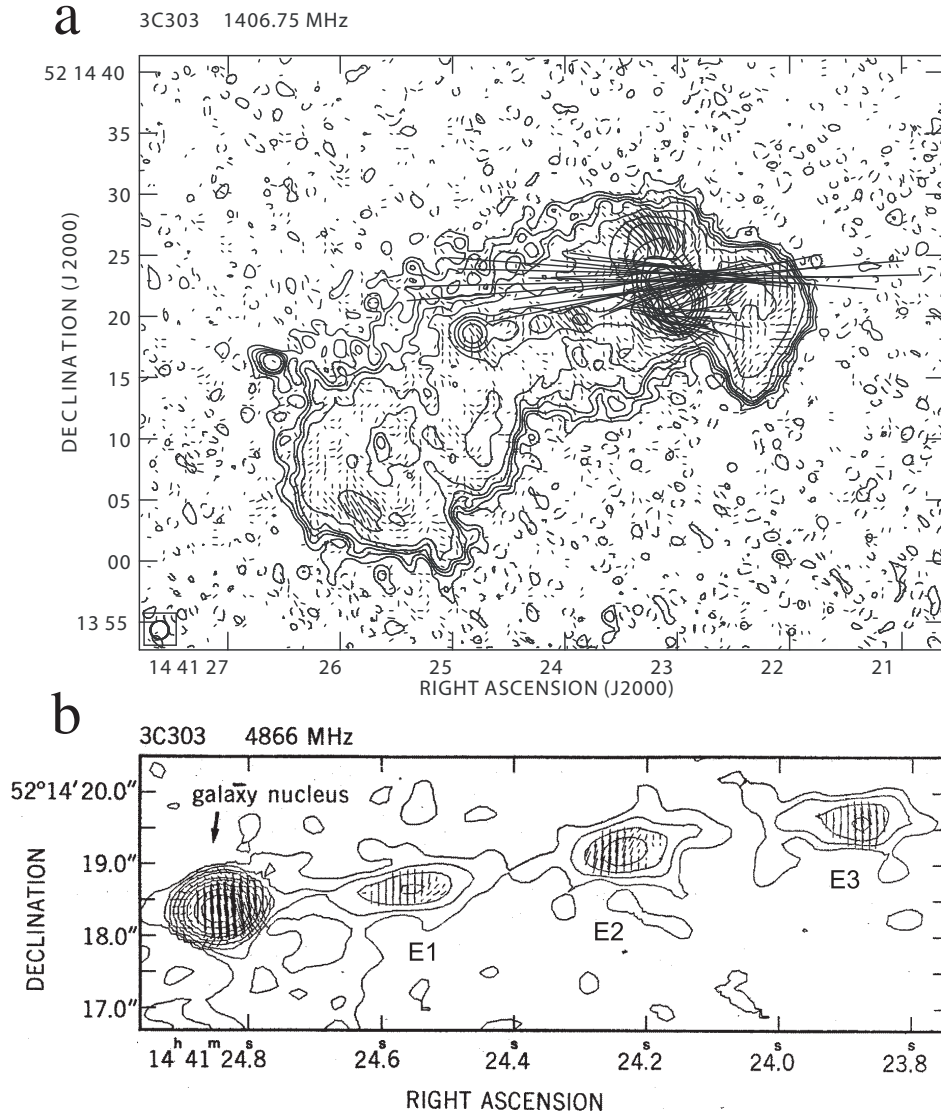 a
3C303 1406.75 MHz
52 14 40
35
30
25
20
15
10
05
00
13 55
DECLINATION (J2000)
14 41 27 26 25 24 23 22 21
RIGHT ASCENSION (J2000)
b
3C303 4866 MHz
52°14'20.0"
19.0"
18.0"
17.0"
DECLINATION
galaxy nucleus
E1
E2
E3
h m s s s s s s
14 41 24.8 24.6 24.4 24.2 24.0 23.8
RIGHT ASCENSION